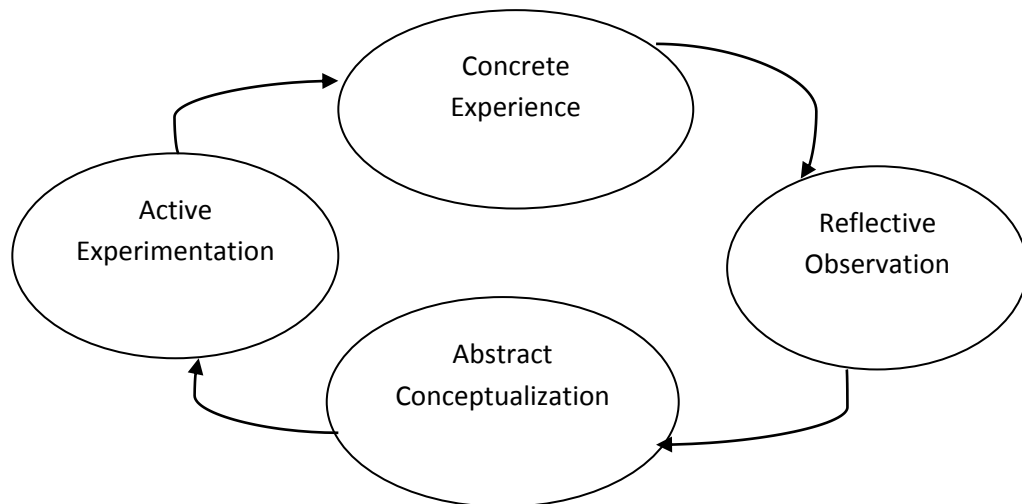 Concrete
Experience
Reflective
Observation
Abstract
Conceptualization
Active
Experimentation